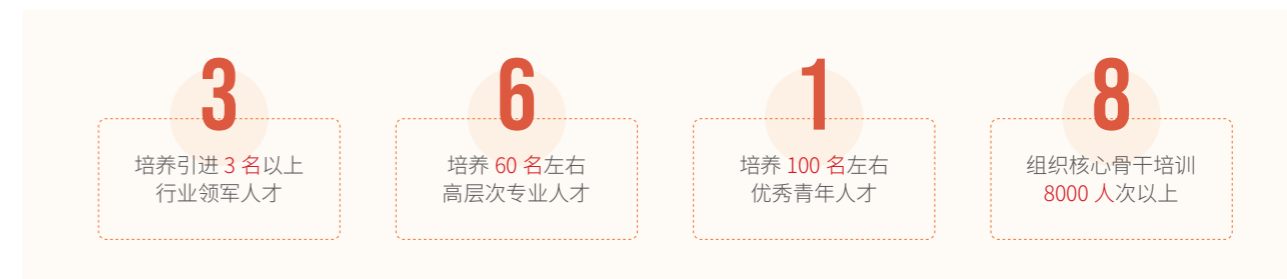 3
培养引进 3 名以上
行业领军人才
6
培养 60 名左右
高层次专业人才
1
培养 100 名左右
优秀青年人才
8
组织核心骨干培训
8000 人次以上